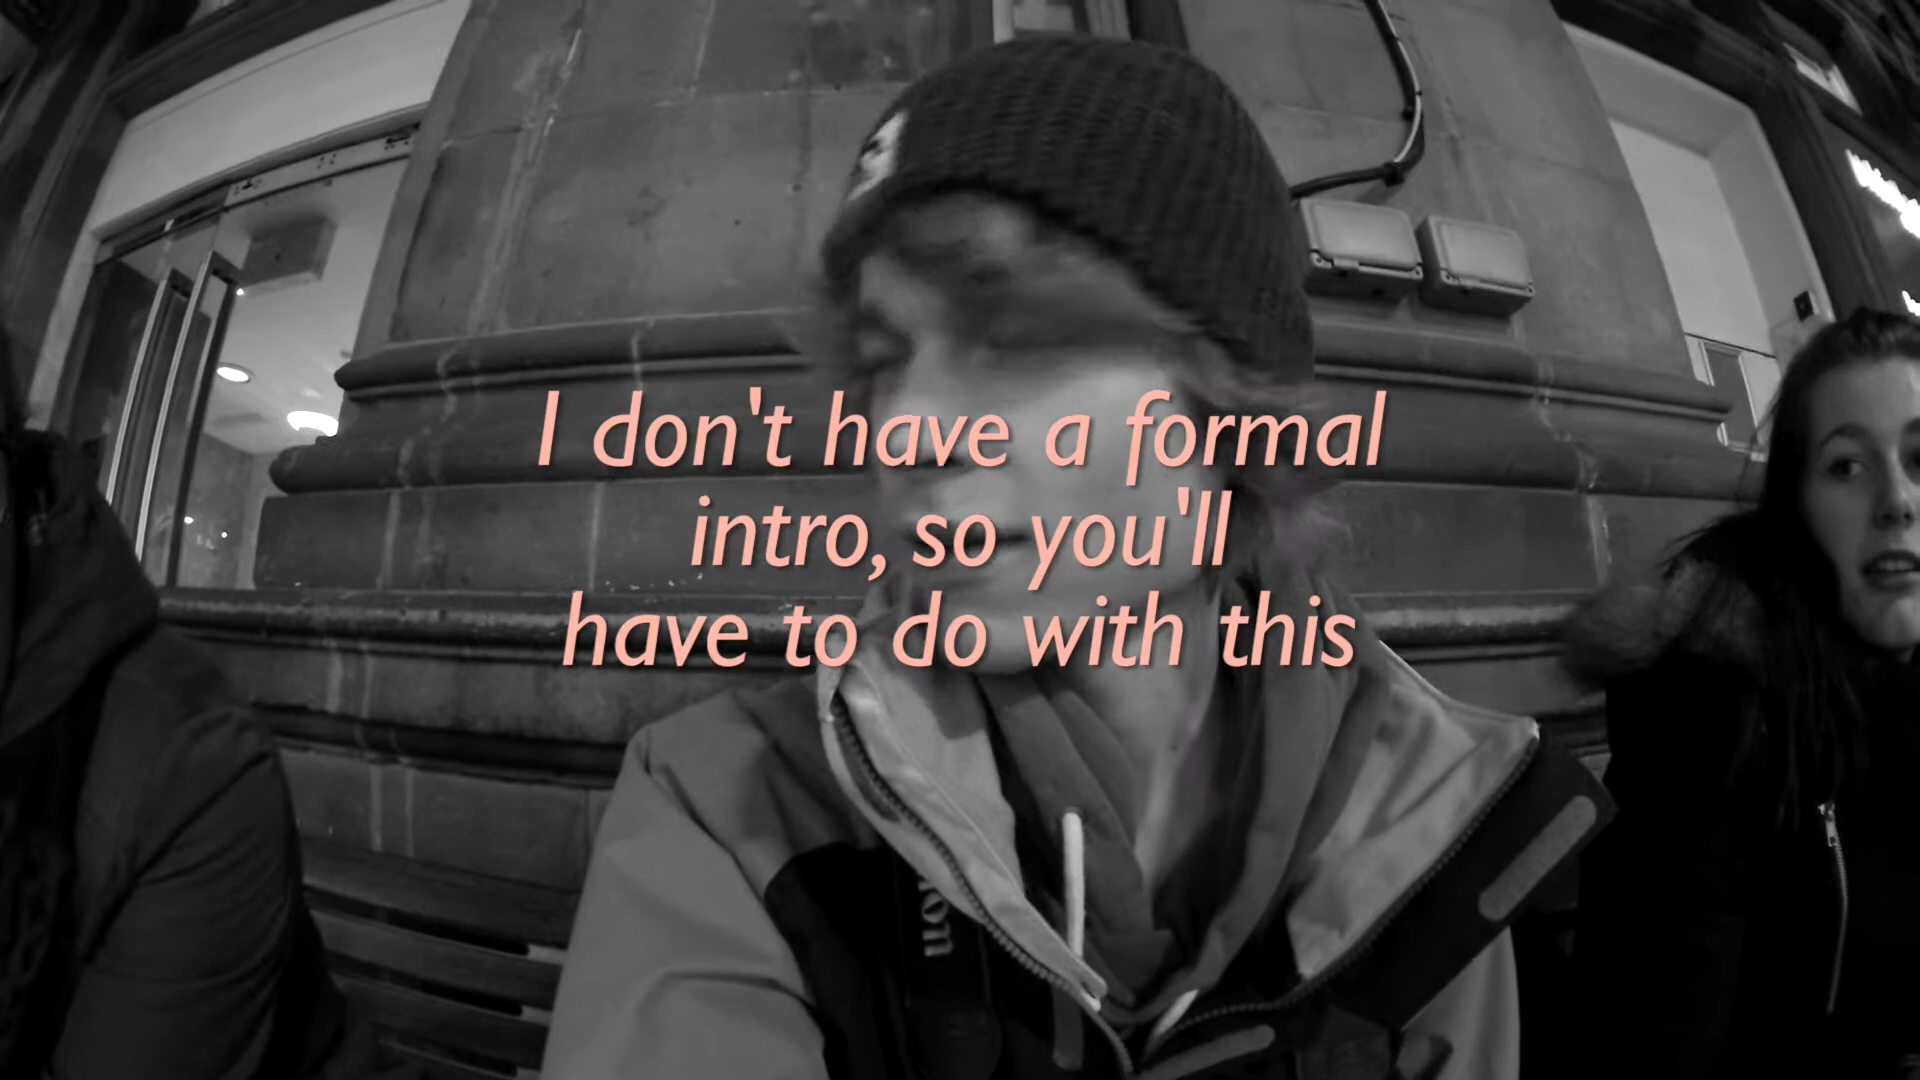 I don't have a formal
intro, so you'll
have to do with this